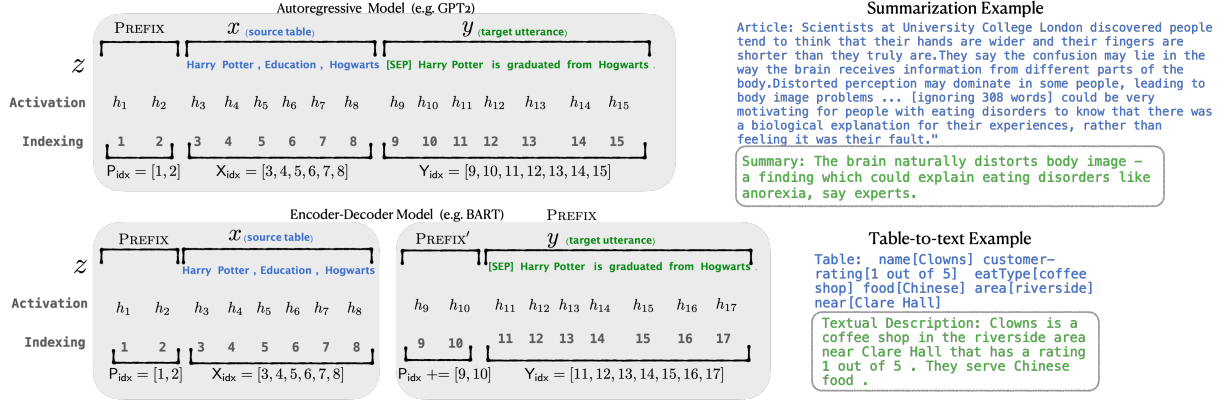 Autoregressive Model (e.g. GPT2)
PREFIX
x (source table)
y (target utterance)
z
Harry Potter , Education , Hogwarts [SEP] Harry Potter is graduated from Hogwarts .
Activation h1 h2 h3 h4 h5 h6 h7 h8 h9 h10 h11 h12 h13 h14 h15
Indexing 1 2 3 4 5 6 7 8 9 10 11 12 13 14 15
Pidx = [1, 2] Xidx = [3, 4, 5, 6, 7, 8] Yidx = [9, 10, 11, 12, 13, 14, 15]
Encoder-Decoder Model (e.g. BART)
PREFIX
PREFIX
x (source table)
PREFIX′
y (target utterance)
z
Harry Potter , Education , Hogwarts
[SEP] Harry Potter is graduated from Hogwarts .
Activation h1 h2 h3 h4 h5 h6 h7 h8 h9 h10 h11 h12 h13 h14 h15 h16 h17
Indexing 1 2 3 4 5 6 7 8 9 10 11 12 13 14 15 16 17
Pidx = [1, 2] Xidx = [3, 4, 5, 6, 7, 8] Pidx += [9, 10] Yidx = [11, 12, 13, 14, 15, 16, 17]
Summarization Example
Article: Scientists at University College London discovered people
tend to think that their hands are wider and their fingers are
shorter than they truly are.They say the confusion may lie in the
way the brain receives information from different parts of the
body.Distorted perception may dominate in some people, leading to
body image problems ... [ignoring 308 words] could be very
motivating for people with eating disorders to know that there was
a biological explanation for their experiences, rather than
feeling it was their fault."
Summary: The brain naturally distorts body image –
a finding which could explain eating disorders like
anorexia, say experts.
Table-to-text Example
Table: name[Clowns] customer-
rating[1 out of 5] eatType[coffee
shop] food[Chinese] area[riverside]
near[Clare Hall]
Textual Description: Clowns is a
coffee shop in the riverside area
near Clare Hall that has a rating
1 out of 5 . They serve Chinese
food .